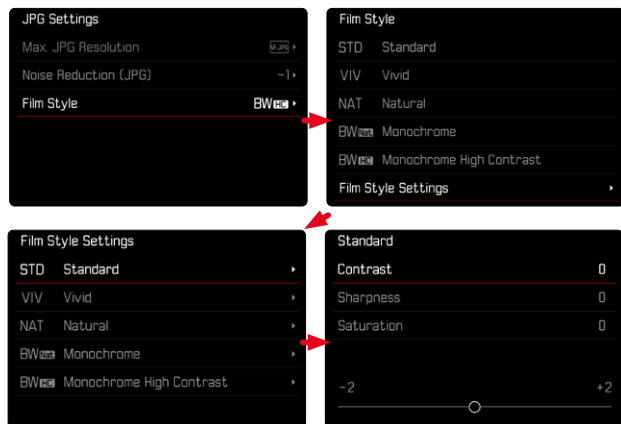 JPG Settings
Max. JPG Resolution M-JPG
Noise Reduction (JPG) -1
Film Style BW HC
Film Style
STD Standard
VIV Vivid
NAT Natural
BW NAT Monochrome
BW HC Monochrome High Contrast
Film Style Settings
Film Style Settings
STD Standard
VIV Vivid
NAT Natural
BW NAT Monochrome
BW HC Monochrome High Contrast
Standard
Contrast 0
Sharpness 0
Saturation 0
-2 +2